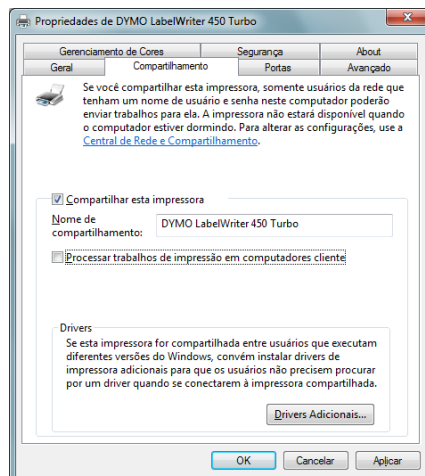 Propriedades de DYMO LabelWriter 450 Turbo
Gerenciamento de Cores Segurança About
Geral Compartilhamento Portas Avançado
Se você compartilhar esta impressora, somente usuários da rede que
tenham um nome de usuário e senha neste computador poderão
enviar trabalhos para ela. A impressora não estará disponível quando
o computador estiver dormindo. Para alterar as configurações, use a
Central de Rede e Compartilhamento.
Compartilhar esta impressora
Nome de
compartilhamento:
DYMO LabelWriter 450 Turbo
Processar trabalhos de impressão em computadores cliente
Drivers
Se esta impressora for compartilhada entre usuários que executam
diferentes versões do Windows, convém instalar drivers de
impressora adicionais para que os usuários não precisem procurar
por um driver quando se conectarem à impressora compartilhada.
Drivers Adicionais...
OK Cancelar Aplicar